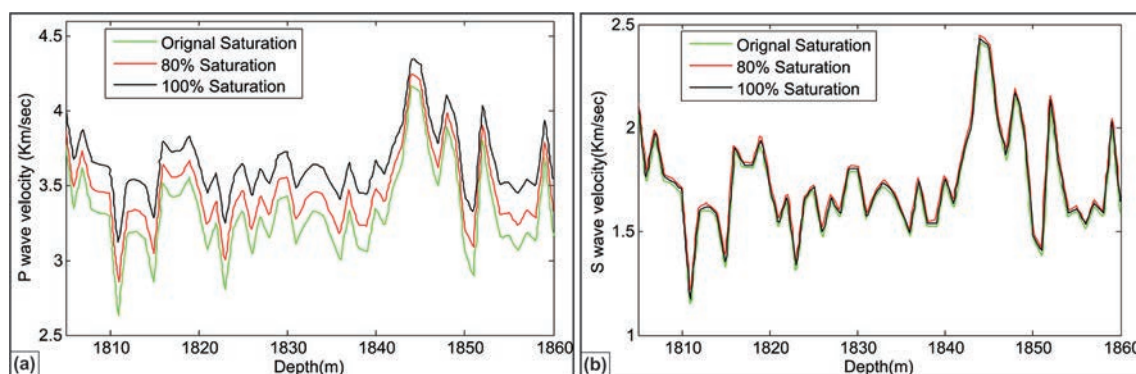 4.5
4
3.5
3
2.5
P wave velocity (Km/sec)
Orignal Saturation
80% Saturation
100% Saturation
1810 1820 1830 1840 1850 1860
Depth(m)
(a)
2.5
2
1.5
1
S wave velocity(Km/sec)
Orignal Saturation
80% Saturation
100% Saturation
1810 1820 1830 1840 1850 1860
Depth(m)
(b)